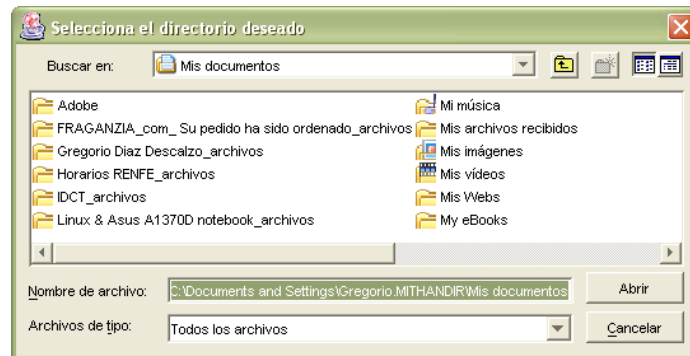 Selecciona el directorio deseado
Buscar en: Mis documentos
Adobe
FRAGANZIA_com_ Su pedido ha sido ordenado_archivos
Gregorio Diaz Descalzo_archivos
Horarios RENFE_archivos
IDCT_archivos
Linux & Asus A1370D notebook_archivos
Mi música
Mis archivos recibidos
Mis imágenes
Mis vídeos
Mis Webs
My eBooks
Nombre de archivo: C:\Documents and Settings\Gregorio.MITHANDIR\Mis documentos Abrir
Archivos de tipo: Todos los archivos Cancelar